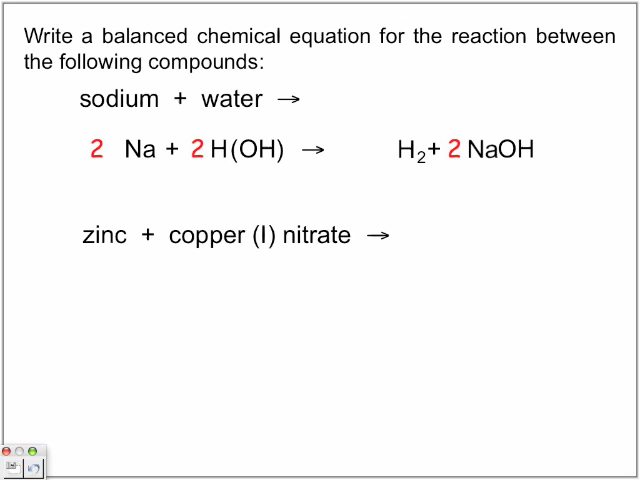 Write a balanced chemical equation for the reaction between
the following compounds:
sodium + water →
2 Na + 2 H(OH) → H₂+ 2 NaOH
zinc + copper (I) nitrate →